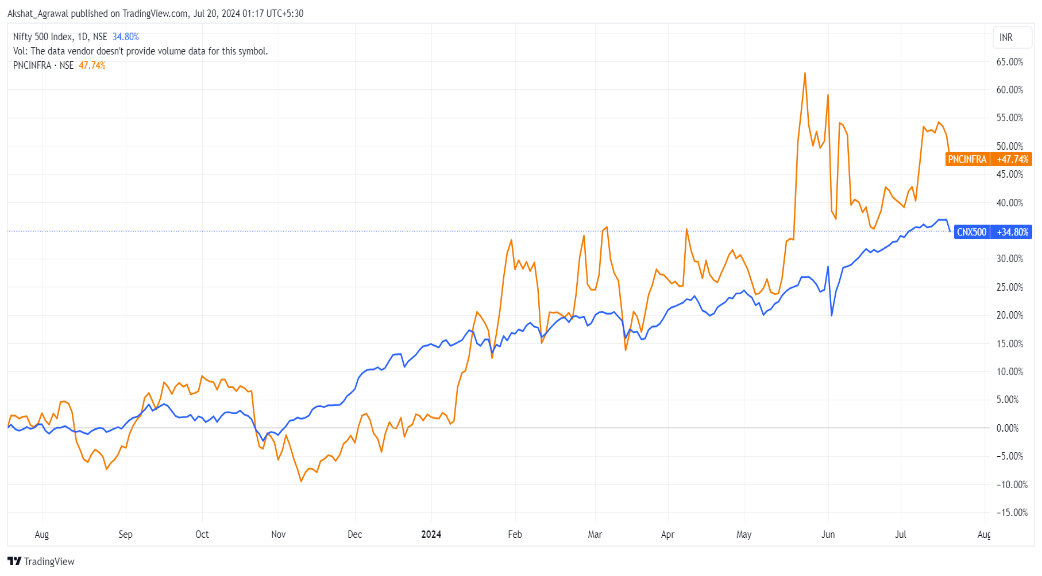 Akshat_Agrawal published on TradingView.com, Jul 20, 2024 01:17 UTC+5:30
Nifty 500 Index, 1D, NSE 34.80%
Vol: The data vendor doesn't provide volume data for this symbol.
PNCINFRA · NSE 47.74%
INR
65.00%
60.00%
55.00%
50.00%
PNCINFRA +47.74%
45.00%
40.00%
CNX500 +34.80%
30.00%
25.00%
20.00%
15.00%
10.00%
5.00%
0.00%
−5.00%
−10.00%
−15.00%
Aug Sep Oct Nov Dec 2024 Feb Mar Apr May Jun Jul Aug
TradingView